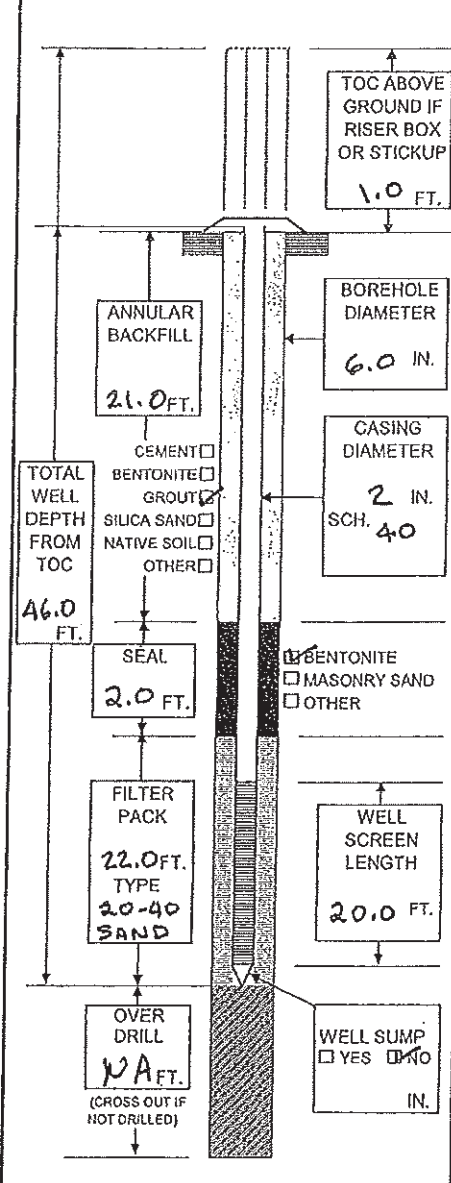 TOC ABOVE
GROUND IF
RISER BOX
OR STICKUP
1.0 FT.
ANNULAR
BACKFILL
21.0 FT.
BOREHOLE
DIAMETER
6.0 IN.
CEMENT
BENTONITE
GROUT
SILICA SAND
NATIVE SOIL
OTHER
CASING
DIAMETER
2 IN.
SCH. 40
TOTAL
WELL
DEPTH
FROM
TOC
46.0
FT.
SEAL
2.0 FT.
BENTONITE
MASONRY SAND
OTHER
FILTER
PACK
22.0 FT.
TYPE
20-40
SAND
WELL
SCREEN
LENGTH
20.0 FT.
OVER
DRILL
NA FT.
(CROSS OUT IF
NOT DRILLED)
WELL SUMP
YES NO
IN.